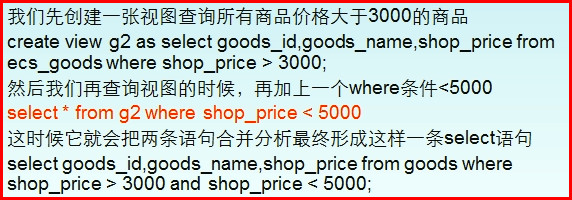 我们先创建一张视图查询所有商品价格大于3000的商品
create view g2 as select goods_id,goods_name,shop_price from
ecs_goods where shop_price > 3000;
然后我们再查询视图的时候，再加上一个where条件<5000
select * from g2 where shop_price < 5000
这时候它就会把两条语句合并分析最终形成这样一条select语句
select goods_id,goods_name,shop_price from goods where
shop_price > 3000 and shop_price < 5000;